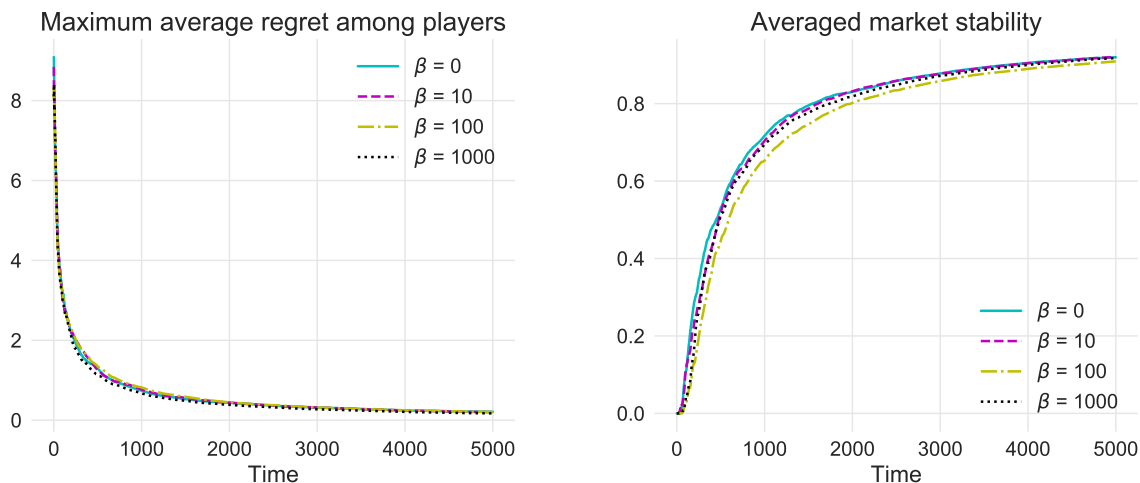 Maximum average regret among players
8
6
4
2
0
0 1000 2000 3000 4000 5000
Time
β = 0
β = 10
β = 100
β = 1000
Averaged market stability
0.8
0.6
0.4
0.2
0.0
0 1000 2000 3000 4000 5000
Time
β = 0
β = 10
β = 100
β = 1000